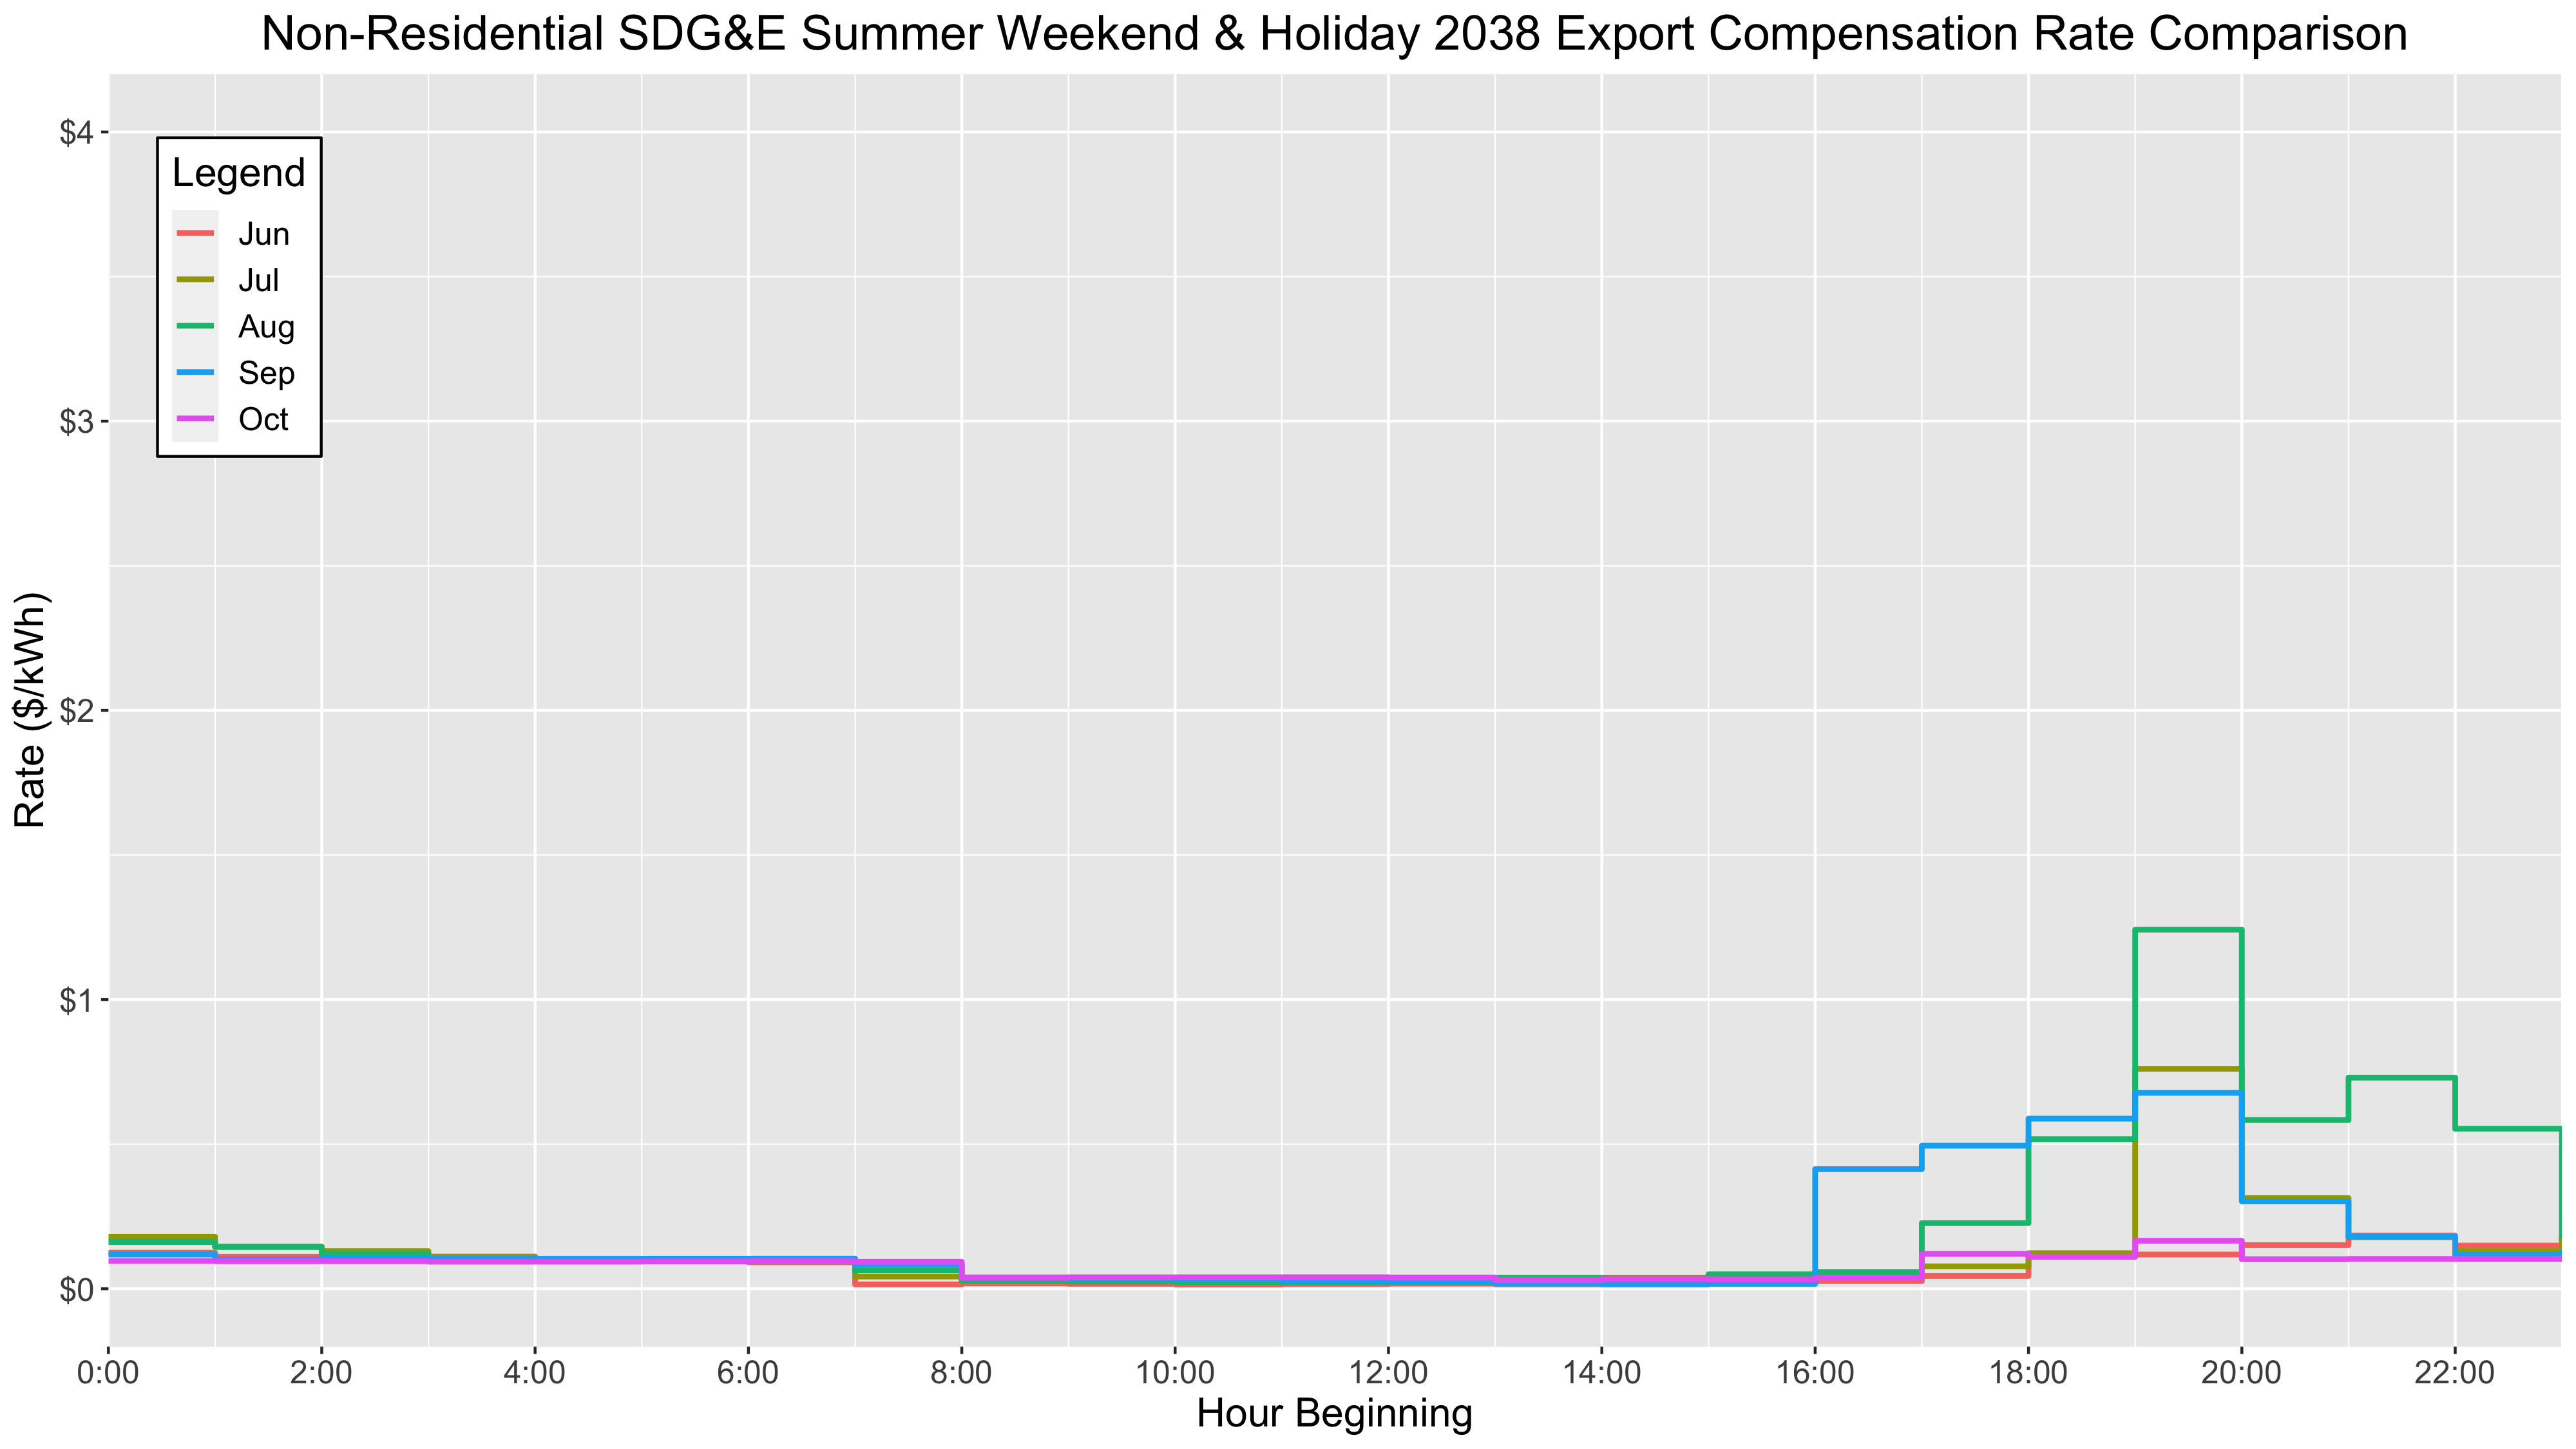 Non-Residential SDG&E Summer Weekend & Holiday 2038 Export Compensation Rate Comparison
$4
Legend
Jun
Jul
Aug
Sep
Oct
$3
Rate ($/kWh)
$2
$1
$0
0:00 2:00 4:00 6:00 8:00 10:00 12:00 14:00 16:00 18:00 20:00 22:00
Hour Beginning